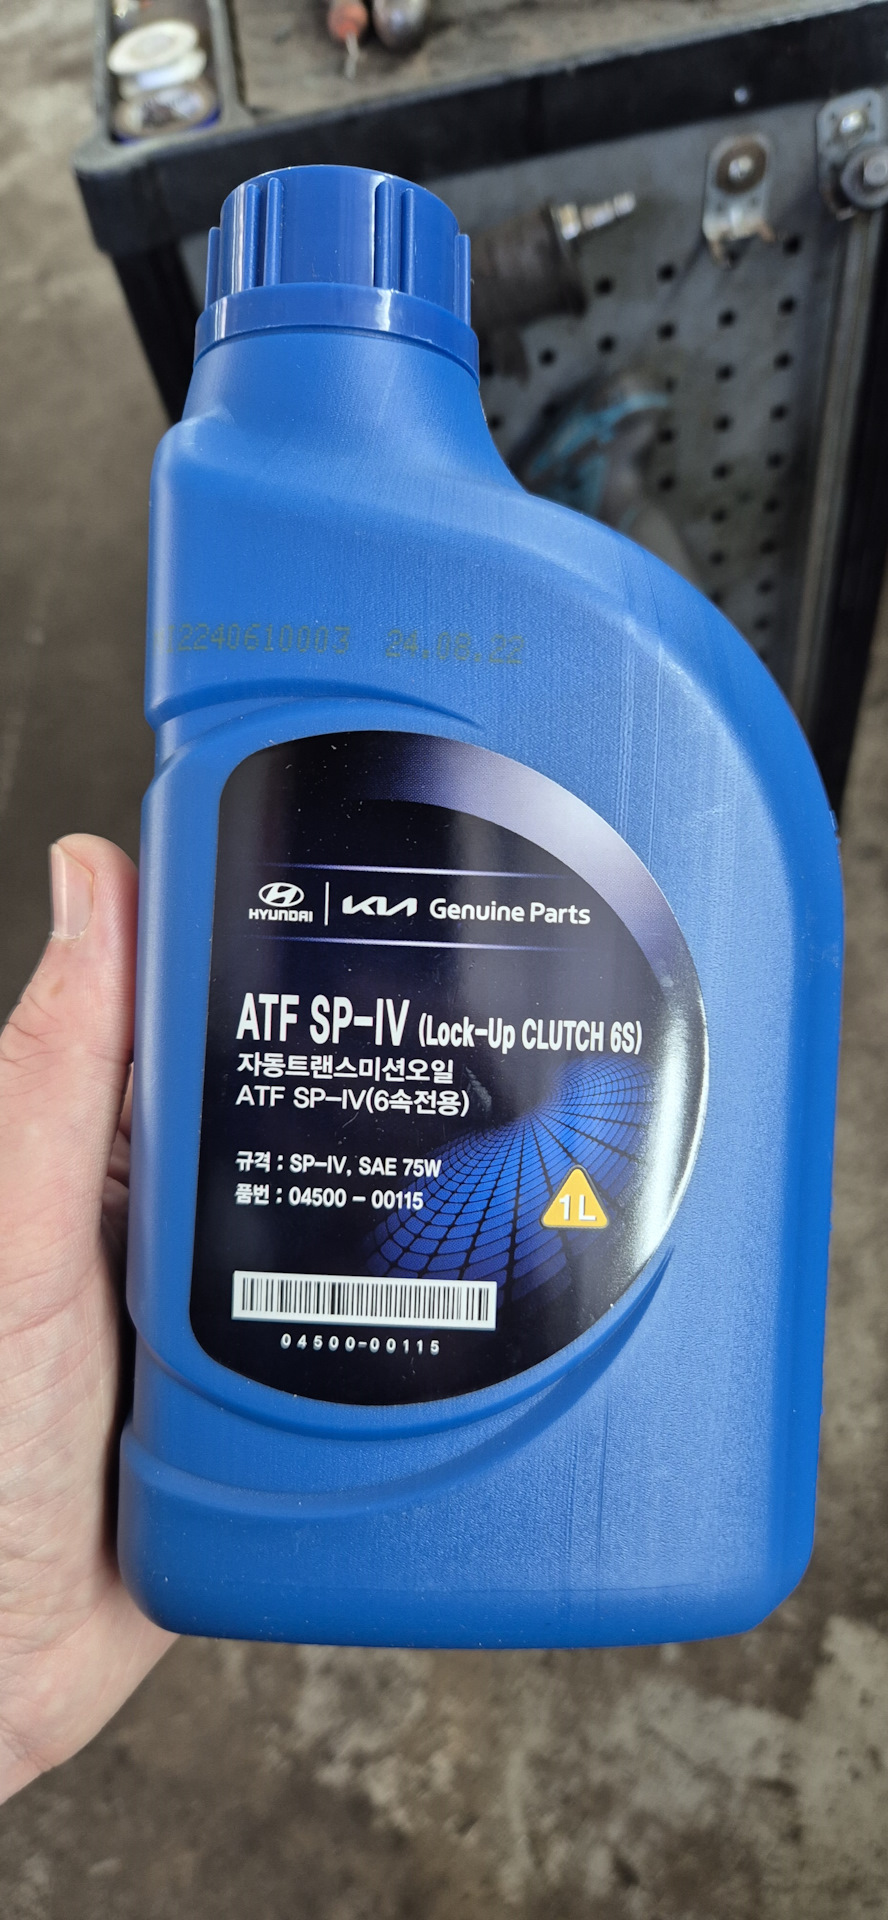 2240610003 24.08.22
HYUNDAI | KIA Genuine Parts
ATF SP-IV (Lock-Up CLUTCH 6S)
자동트랜스미션오일
ATF SP-IV(6속전용)
규격 : SP-IV, SAE 75W
품번 : 04500 - 00115
1L
04500-00115